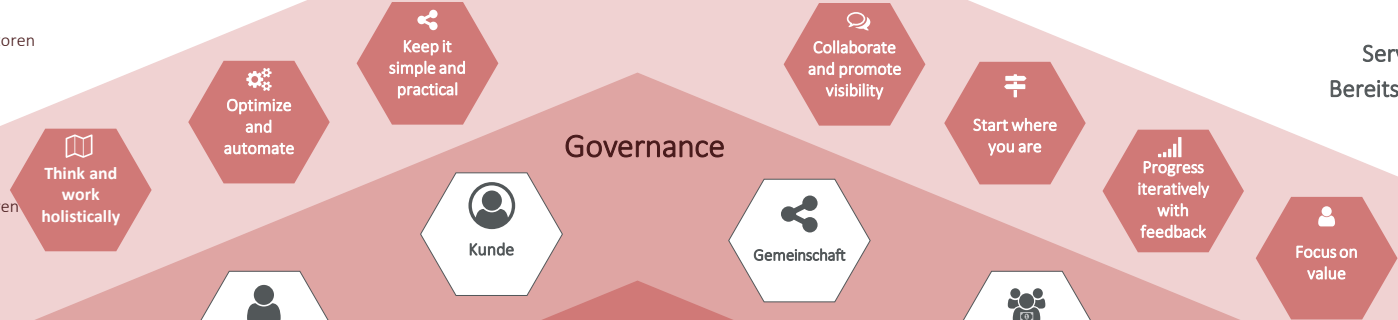 oren
Keep it
simple and
practical
Collaborate
and promote
visibility
Optimize
and
automate
Start where
you are
Governance
Think and
work
holistically
Progress
iteratively
with
feedback
Kunde
Gemeinschaft
Focus on
value
en
Ser
Bereits